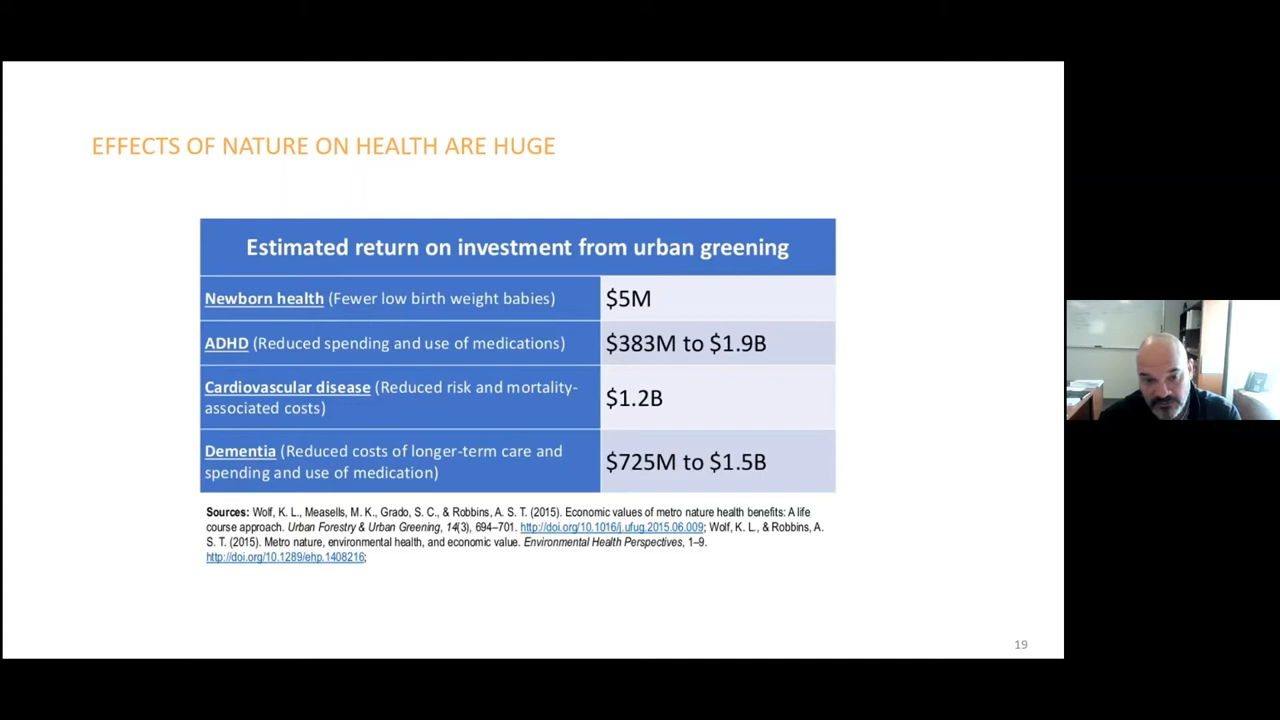 EFFECTS OF NATURE ON HEALTH ARE HUGE
Estimated return on investment from urban greening
Newborn health (Fewer low birth weight babies)
$5M
ADHD (Reduced spending and use of medications)
$383M to $1.9B
Cardiovascular disease (Reduced risk and mortality-
associated costs)
$1.2B
Dementia (Reduced costs of longer-term care and
spending and use of medication)
$725M to $1.5B
Sources: Wolf, K. L., Measells, M. K., Grado, S. C., & Robbins, A. S. T. (2015). Economic values of metro nature health benefits: A life
course approach. Urban Forestry & Urban Greening, 14(3), 694–701. http://doi.org/10.1016/j.ufug.2015.06.009; Wolf, K. L., & Robbins, A.
S. T. (2015). Metro nature, environmental health, and economic value. Environmental Health Perspectives, 1–9.
http://doi.org/10.1289/ehp.1408216;
19